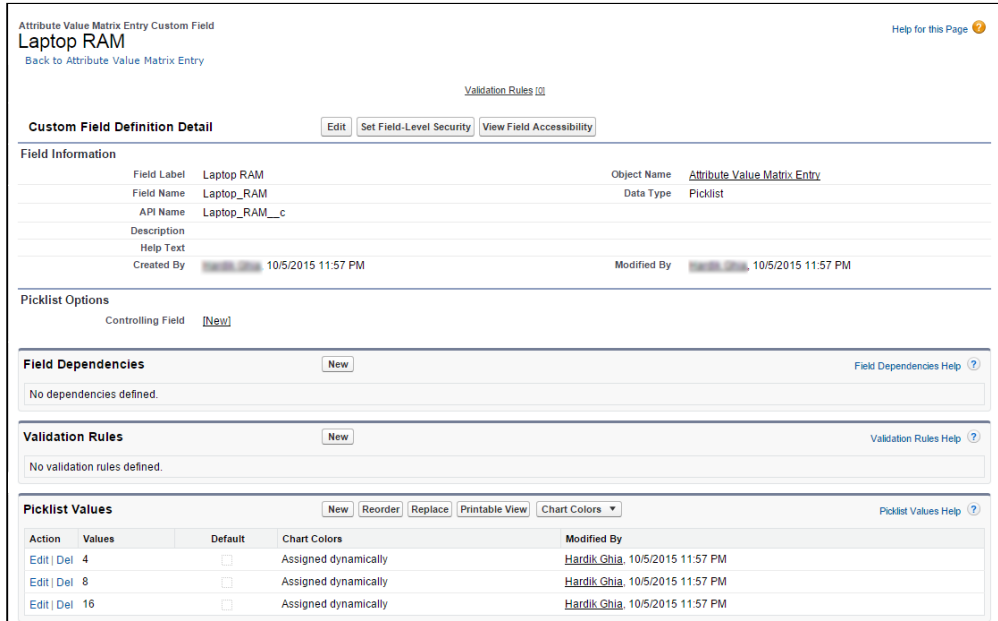 Attribute Value Matrix Entry Custom Field
Laptop RAM
Back to Attribute Value Matrix Entry
Help for this Page
Validation Rules [0]
Custom Field Definition Detail Edit Set Field-Level Security View Field Accessibility
Field Information
Field Label Laptop RAM Object Name Attribute Value Matrix Entry
Field Name Laptop_RAM Data Type Picklist
API Name Laptop_RAM__c
Description
Help Text
Created By , 10/5/2015 11:57 PM Modified By , 10/5/2015 11:57 PM
Picklist Options
Controlling Field [New]
Field Dependencies New Field Dependencies Help ?
No dependencies defined.
Validation Rules New Validation Rules Help ?
No validation rules defined.
Picklist Values New Reorder Replace Printable View Chart Colors Picklist Values Help ?
Action Values Default Chart Colors Modified By
Edit | Del 4 Assigned dynamically Hardik Ghia, 10/5/2015 11:57 PM
Edit | Del 8 Assigned dynamically Hardik Ghia, 10/5/2015 11:57 PM
Edit | Del 16 Assigned dynamically Hardik Ghia, 10/5/2015 11:57 PM